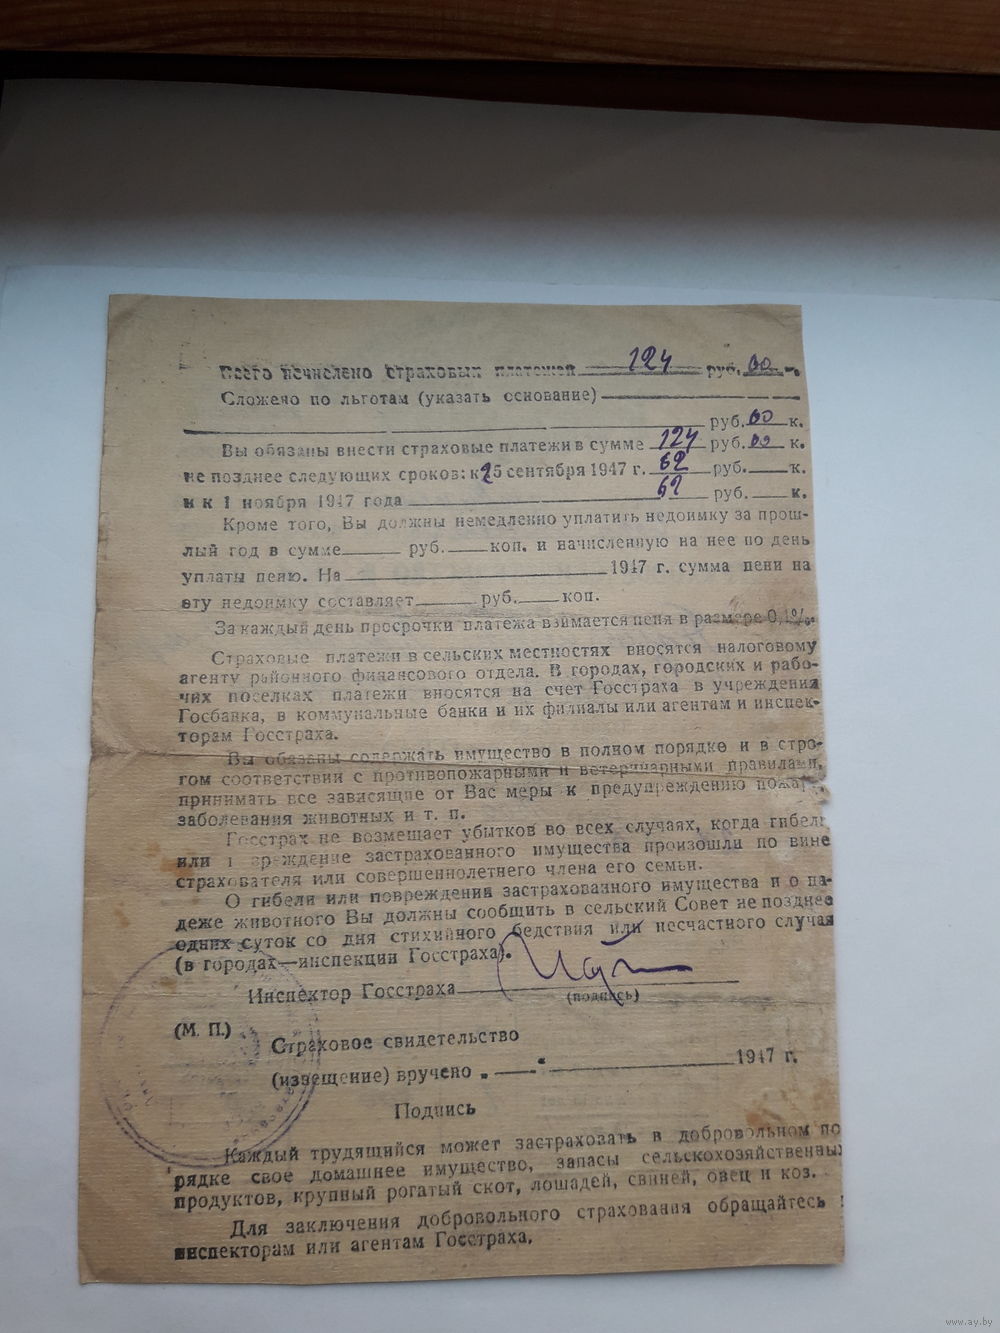 Всего исчислено страховых платежей 124 руб. 00 к.
Сложено по льготам (указать основание)
руб. 00 к.
Вы обязаны внести страховые платежи в сумме 124 руб. 00 к.
не позднее следующих сроков: к 25 сентября 1947 г. 62 руб. к.
и к 1 ноября 1947 года 62 руб. к.
Кроме того, Вы должны немедленно уплатить недоимку за прош-
лый год в сумме руб. коп. и начисленную на нее по день
уплаты пеню. На 1947 г. сумма пени на
эту недоимку составляет руб. коп.
За каждый день просрочки платежа взимается пеня в размере 0,1%.
Страховые платежи в сельских местностях вносятся налоговому
агенту районного финансового отдела. В городах, городских и рабо-
чих поселках платежи вносятся на счет Госстраха в учреждения
Госбанка, в коммунальные банки и их филиалы или агентам и инспек-
торам Госстраха.
Вы обязаны содержать имущество в полном порядке и в стро-
гом соответствии с противопожарными и ветеринарными правилами,
принимать все зависящие от Вас меры к предупреждению пожар
заболевания животных и т. п.
Госстрах не возмещает убытков во всех случаях, когда гибель
или повреждение застрахованного имущества произошли по вине
страхователя или совершеннолетнего члена его семьи.
О гибели или повреждения застрахованного имущества и о па-
деже животного Вы должны сообщить в сельский Совет не позднее
одних суток со дня стихийного бедствия или несчастного случая
(в городах—инспекции Госстраха).
Инспектор Госстраха
(подпись)
(М. П.)
Страховое свидетельство
(извещение) вручено " " 1947 г.
Подпись
Каждый трудящийся может застраховать в добровольном по-
рядке свое домашнее имущество, запасы сельскохозяйственных
продуктов, крупный рогатый скот, лошадей, свиней, овец и коз.
Для заключения добровольного страхования обращайтесь к
инспекторам или агентам Госстраха.
www.ay.by